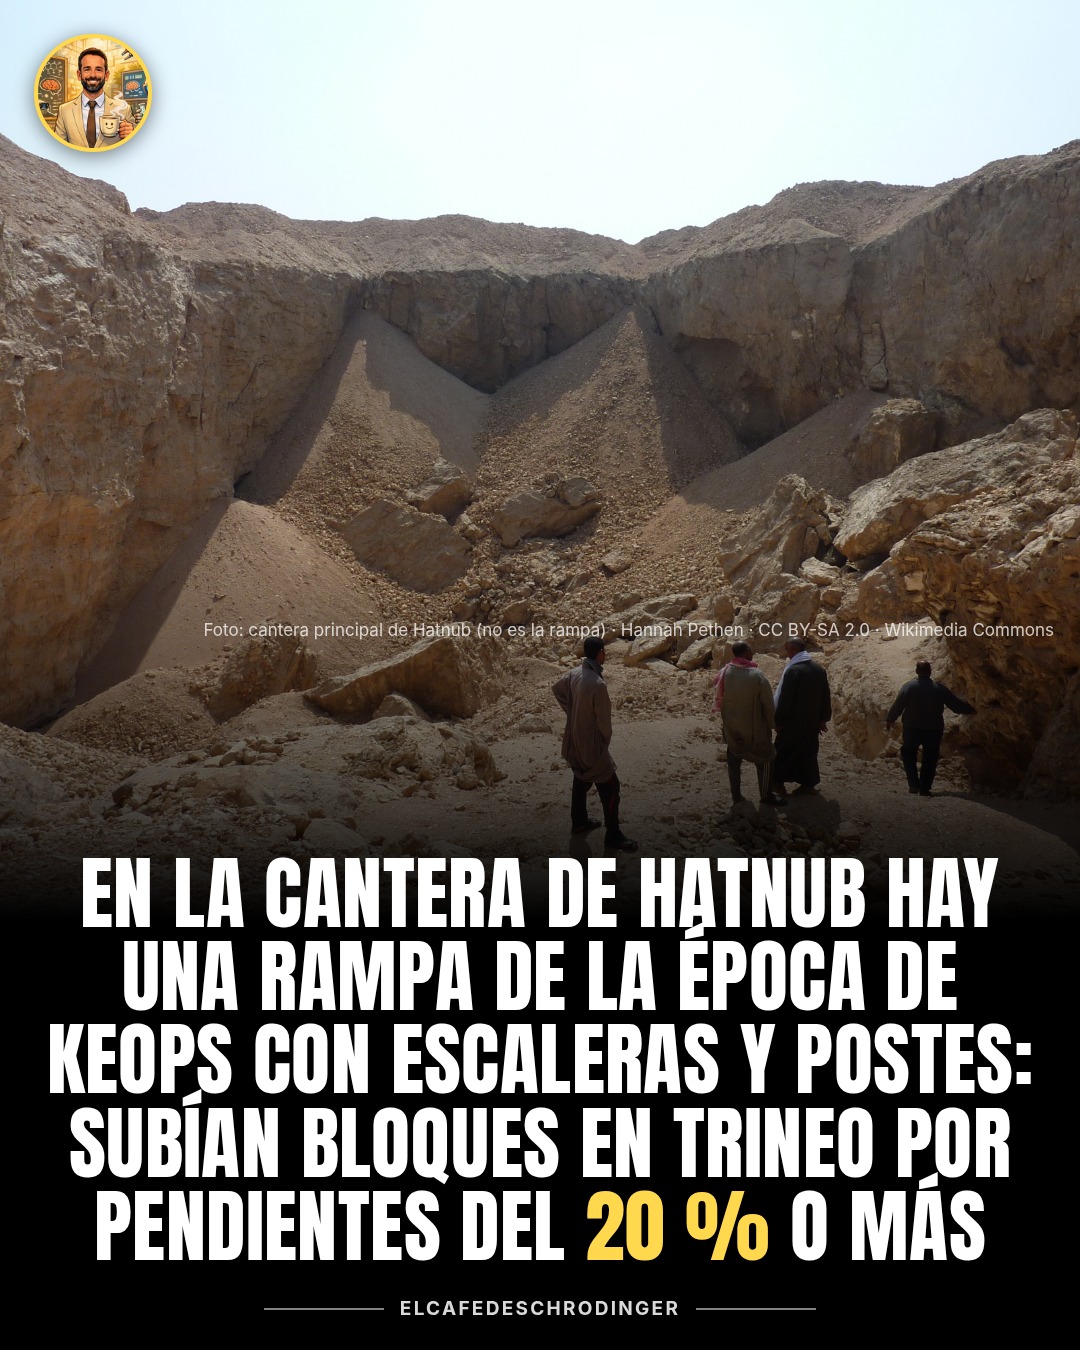 Foto: cantera principal de Hatnub (no es la rampa) · Hannah Pethen · CC BY-SA 2.0 · Wikimedia Commons
EN LA CANTERA DE HATNUB HAY
UNA RAMPA DE LA ÉPOCA DE
KEOPS CON ESCALERAS Y POSTES:
SUBÍAN BLOQUES EN TRINEO POR
PENDIENTES DEL 20 % O MÁS
ELCAFEDESCHRODINGER